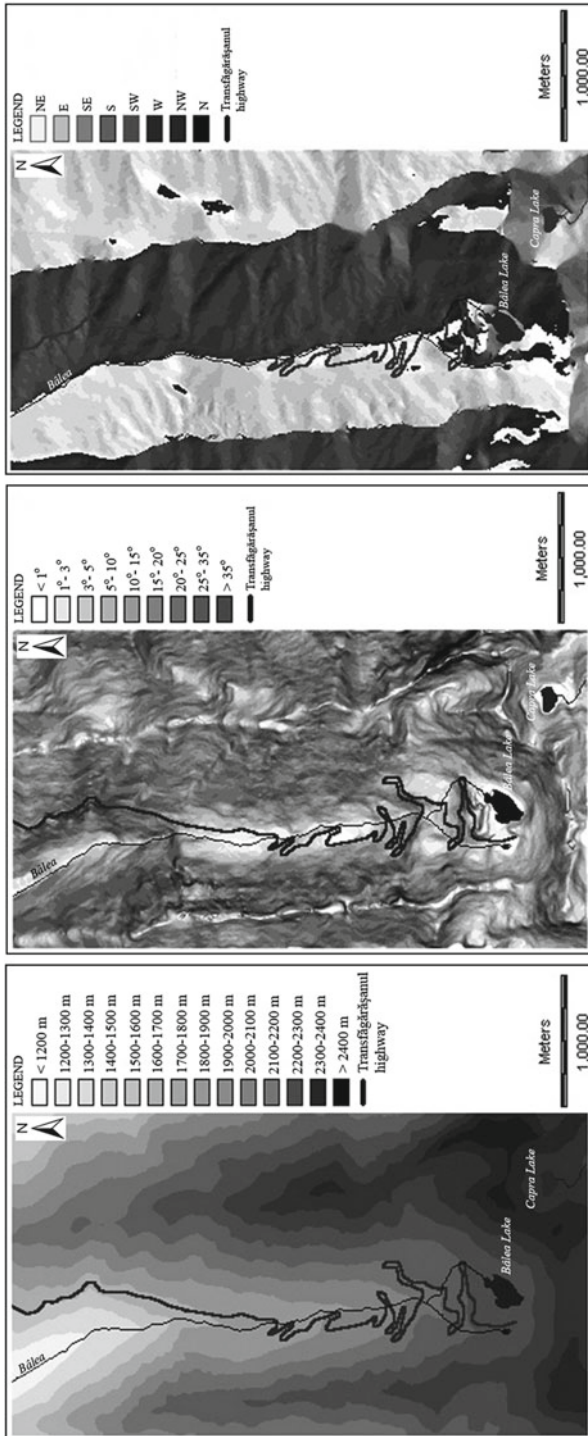 LEGEND
< 1200 m
1200-1300 m
1300-1400 m
1400-1500 m
1500-1600 m
1600-1700 m
1700-1800 m
1800-1900 m
1900-2000 m
2000-2100 m
2100-2200 m
2200-2300 m
2300-2400 m
> 2400 m
Transfăgărăşanul
highway
N
Bâlea
Bâlea Lake
Capra Lake
Meters
1,000.00
LEGEND
< 1°
1°- 3°
3°- 5°
5°- 10°
10°- 15°
15°- 20°
20°- 25°
25°- 35°
> 35°
Transfăgărăşanul
highway
N
Bâlea
Bâlea Lake
Capra Lake
Meters
1,000.00
LEGEND
NE
E
SE
S
SW
W
NW
N
Transfăgărăşanul
highway
N
Bâlea
Bâlea Lake
Capra Lake
Meters
1,000.00